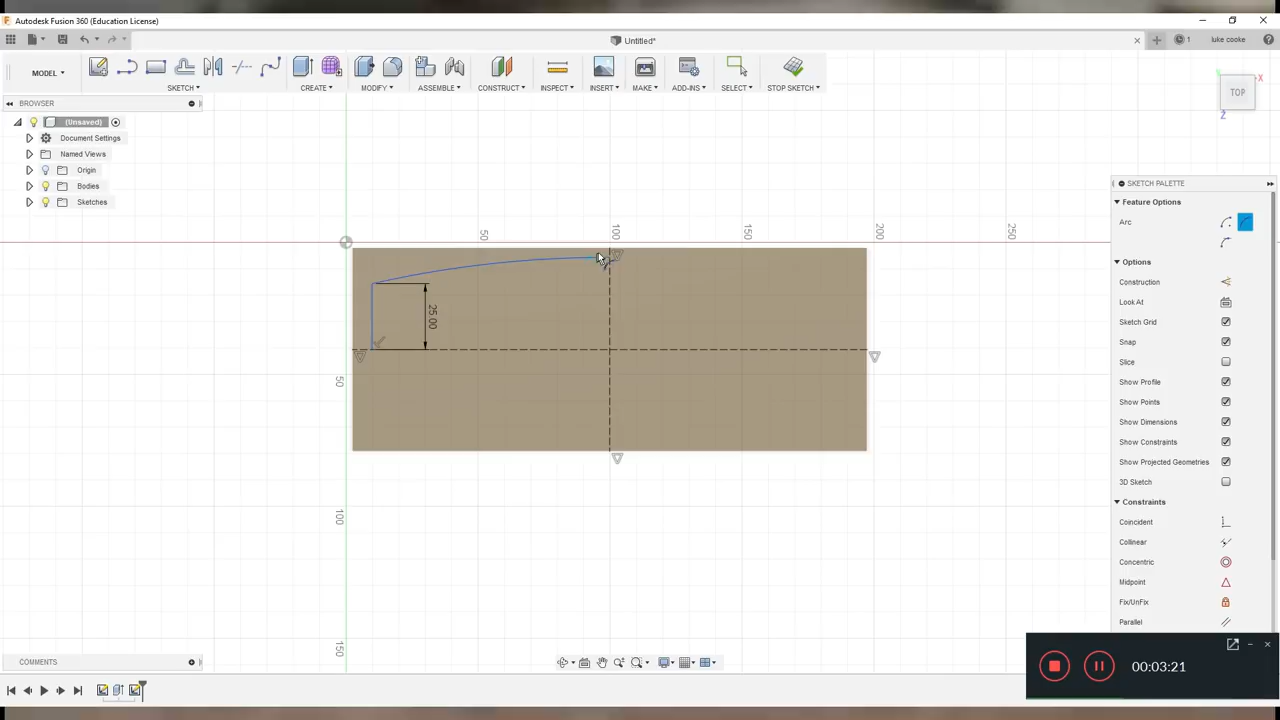 Autodesk Fusion 360 (Education License)
Untitled*
1
luke cooke
MODEL
SKETCH
CREATE
MODIFY
ASSEMBLE
CONSTRUCT
INSPECT
INSERT
MAKE
ADD-INS
SELECT
STOP SKETCH
BROWSER
(Unsaved)
Document Settings
Named Views
Origin
Bodies
Sketches
TOP
X
Z
50
100
150
200
250
25.00
50
100
150
SKETCH PALETTE
Feature Options
Arc
Options
Construction
Look At
Sketch Grid
Snap
Slice
Show Profile
Show Points
Show Dimensions
Show Constraints
Show Projected Geometries
3D Sketch
Constraints
Coincident
Collinear
Concentric
Midpoint
Fix/UnFix
Parallel
00:03:21
COMMENTS